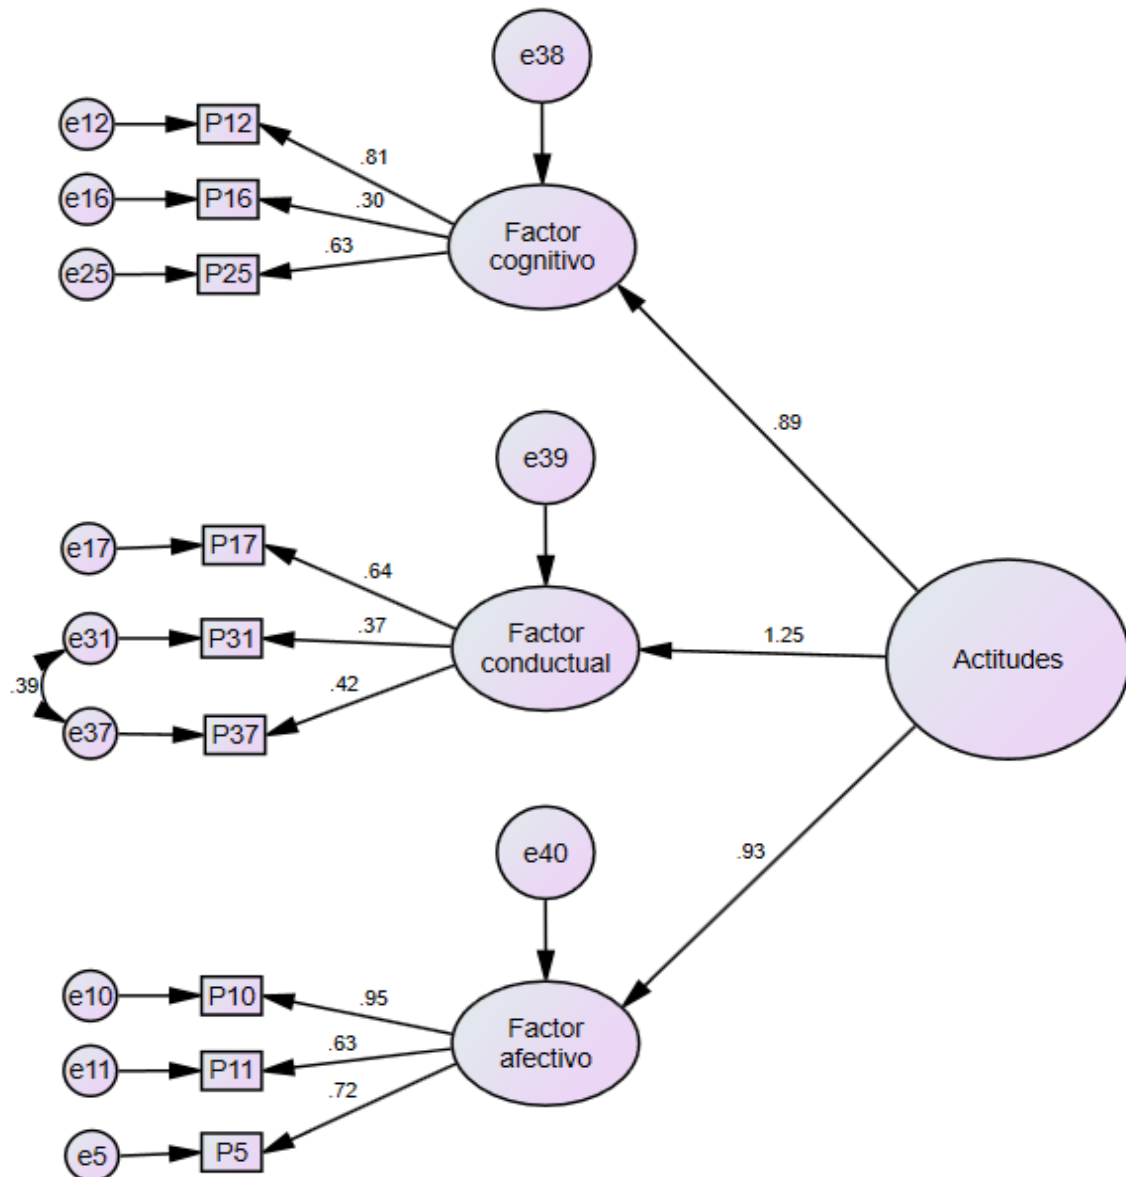 e38
e12
P12
.81
e16
P16
.30
e25
P25
.63
Factor
cognitivo
.89
e39
e17
P17
.64
e31
P31
.37
.39
e37
P37
.42
Factor
conductual
1.25
Actitudes
e40
.93
e10
P10
.95
e11
P11
.63
e5
P5
.72
Factor
afectivo